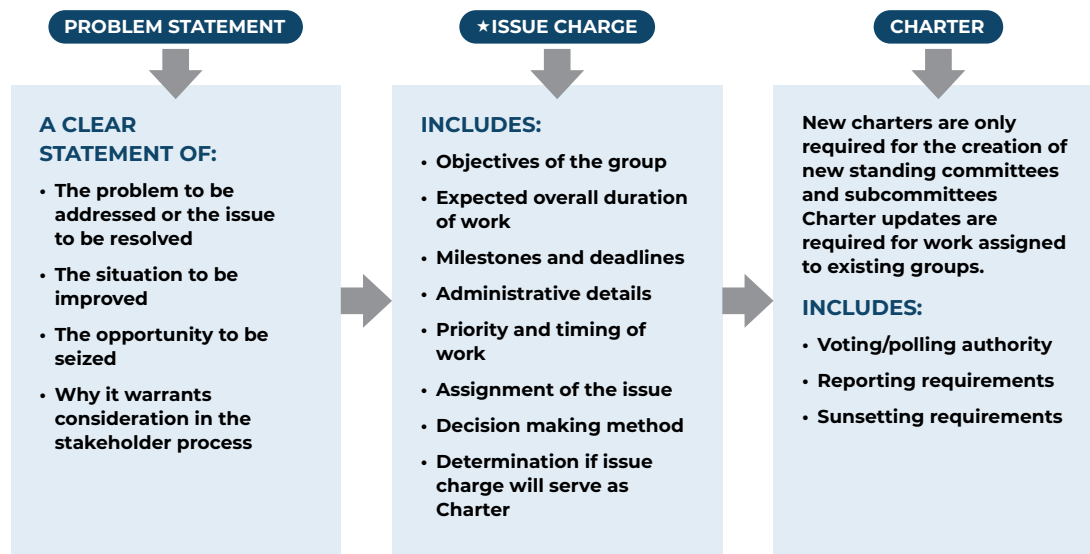 PROBLEM STATEMENT
A CLEAR
STATEMENT OF:
• The problem to be
addressed or the issue
to be resolved
• The situation to be
improved
• The opportunity to be
seized
• Why it warrants
consideration in the
stakeholder process
★ISSUE CHARGE
INCLUDES:
• Objectives of the group
• Expected overall duration
of work
• Milestones and deadlines
• Administrative details
• Priority and timing of
work
• Assignment of the issue
• Decision making method
• Determination if issue
charge will serve as
Charter
CHARTER
New charters are only
required for the creation of
new standing committees
and subcommittees
Charter updates are
required for work assigned
to existing groups.
INCLUDES:
• Voting/polling authority
• Reporting requirements
• Sunsetting requirements